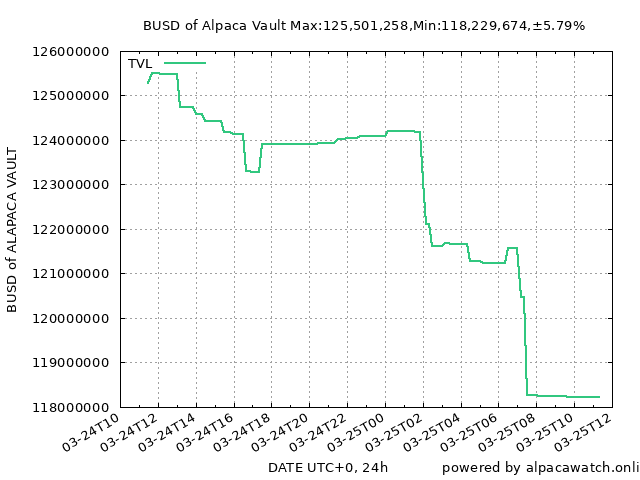 BUSD of Alpaca Vault Max:125,501,258,Min:118,229,674,±5.79%
TVL
126000000
125000000
124000000
123000000
122000000
121000000
120000000
119000000
118000000
BUSD of ALAPACA VAULT
03-24T10
03-24T12
03-24T14
03-24T16
03-24T18
03-24T20
03-24T22
03-25T00
03-25T02
03-25T04
03-25T06
03-25T08
03-25T10
03-25T12
DATE UTC+0, 24h
powered by alpacawatch.onli